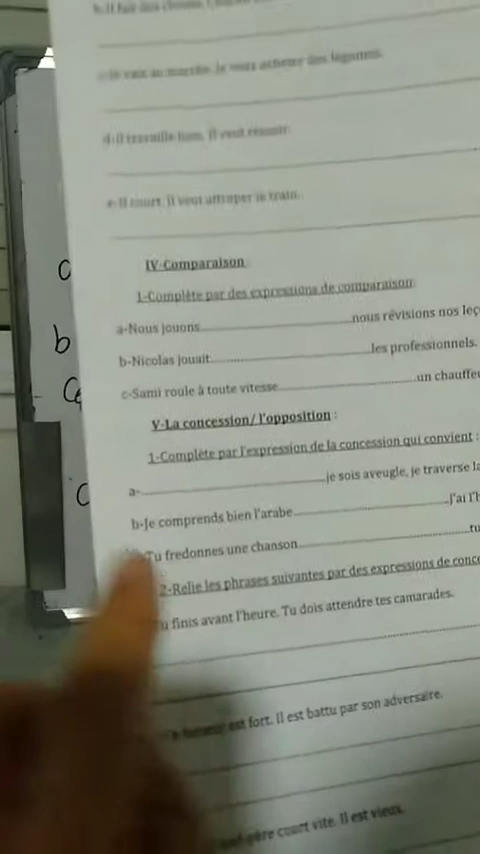 b-Il fait des
c-Je vais au marché. Je veux acheter des légumes.
d-Il travaille bien. Il veut réussir.
e-Il court. Il veut attraper le train.
IV-Comparaison
1-Complète par des expressions de comparaison
a-Nous jouons..............................nous révisions nos leç
b-Nicolas jouait..............................les professionnels.
c-Sami roule à toute vitesse..............................un chauffe
V-La concession/ l'opposition :
1-Complète par l'expression de la concession qui convient :
a-..............................je sois aveugle, je traverse la
b-Je comprends bien l'arabe..............................j'ai l'h
Tu fredonnes une chanson..............................tu
2-Relie les phrases suivantes par des expressions de conce
u finis avant l'heure. Tu dois attendre tes camarades.
est fort. Il est battu par son adversaire.
père court vite. Il est vieux.